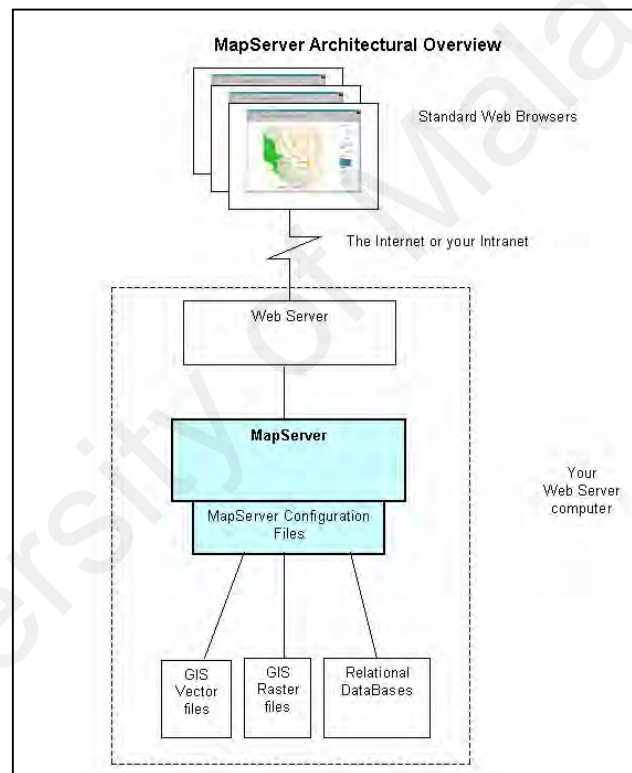 MapServer Architectural Overview
Standard Web Browsers
The Internet or your Intranet
Web Server
MapServer
MapServer Configuration
Files
Your
Web Server
computer
GIS
Vector
files
GIS
Raster
files
Relational
DataBases